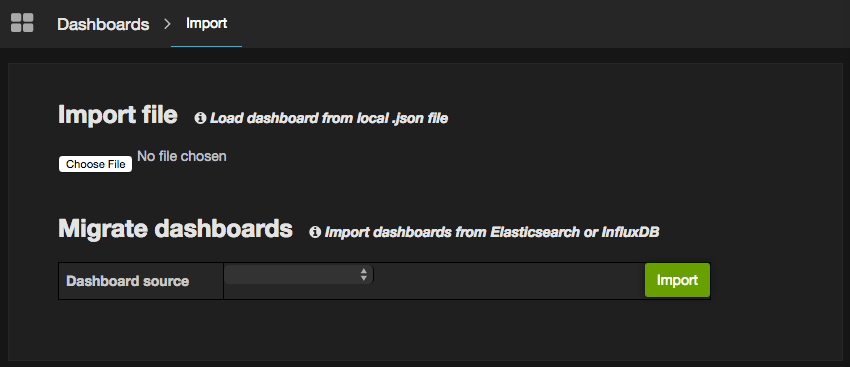 Dashboards > Import
Import file Load dashboard from local .json file
Choose File No file chosen
Migrate dashboards Import dashboards from Elasticsearch or InfluxDB
Dashboard source Import